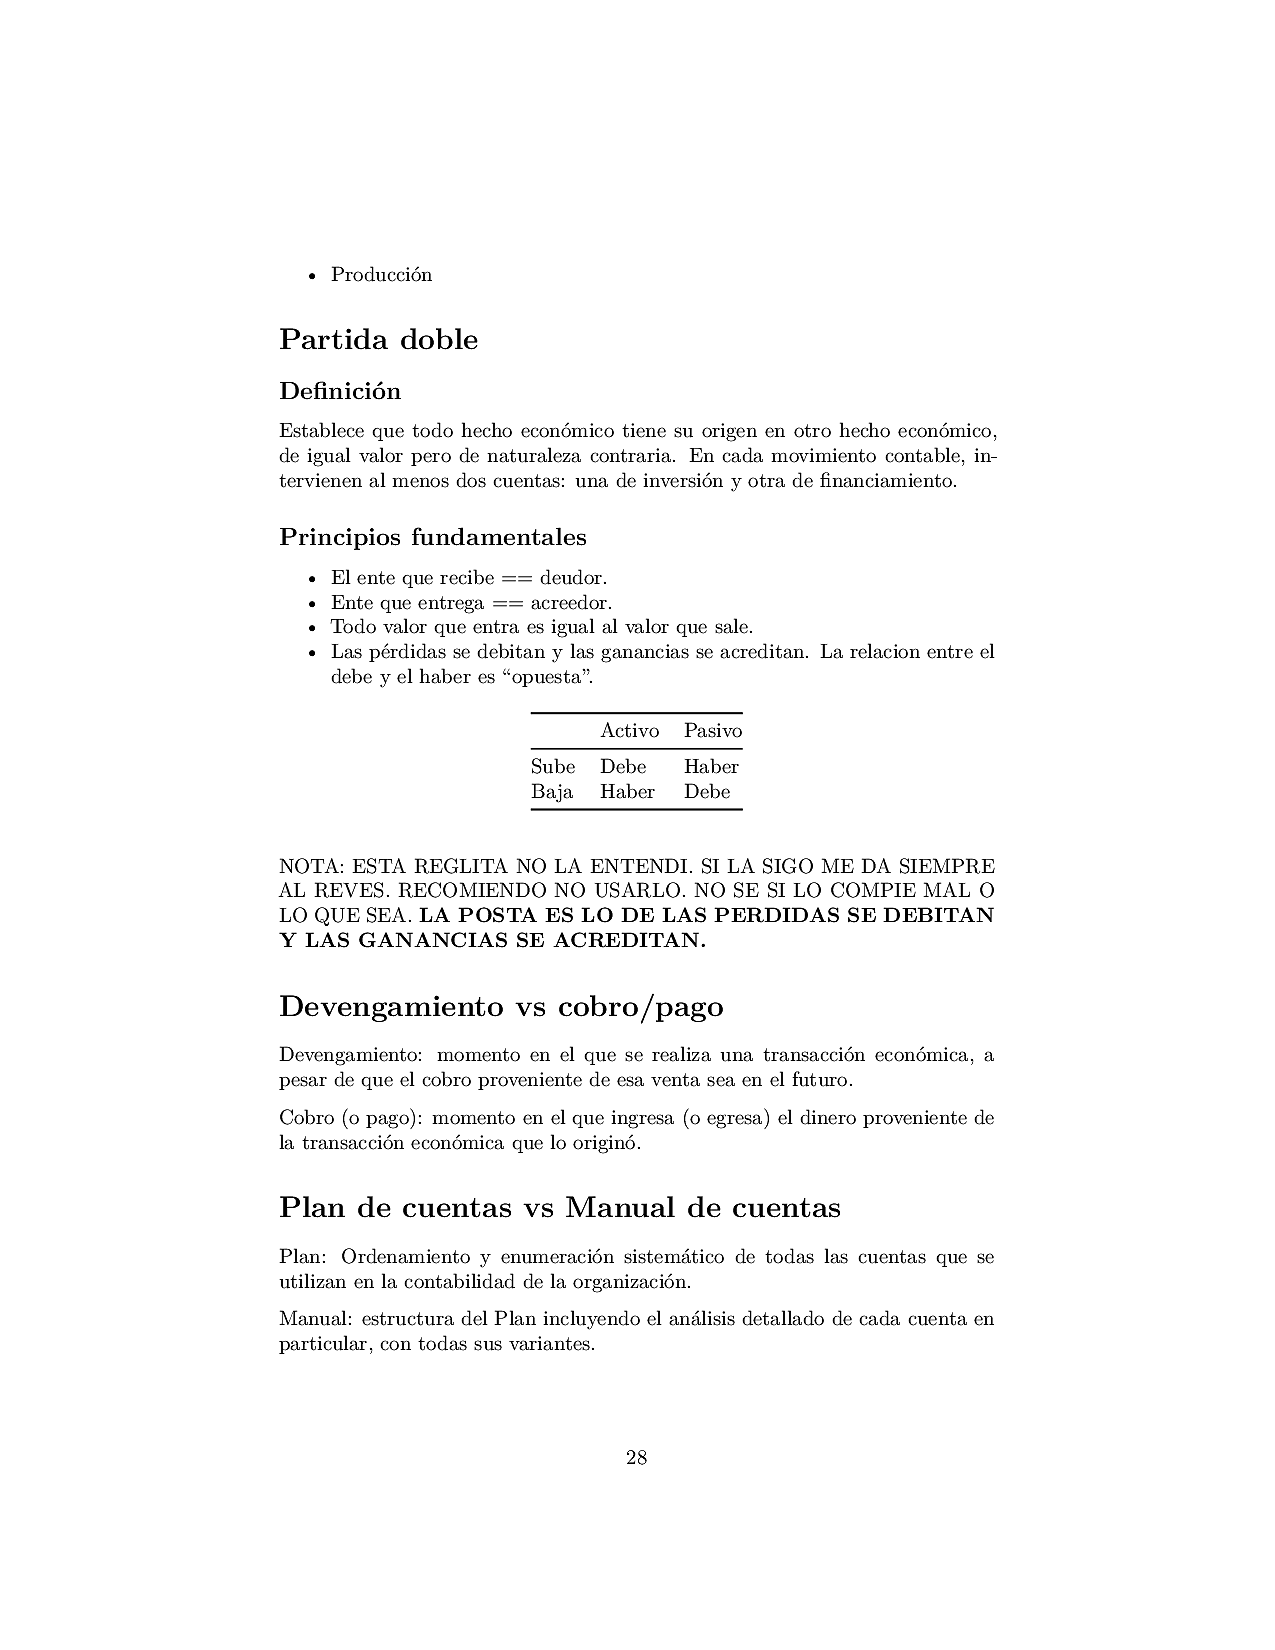 • Producción
Partida doble
Definición
Establece que todo hecho económico tiene su origen en otro hecho económico,
de igual valor pero de naturaleza contraria. En cada movimiento contable, in-
tervienen al menos dos cuentas: una de inversión y otra de financiamiento.
Principios fundamentales
• El ente que recibe == deudor.
• Ente que entrega == acreedor.
• Todo valor que entra es igual al valor que sale.
• Las pérdidas se debitan y las ganancias se acreditan. La relacion entre el
debe y el haber es “opuesta”.
Activo Pasivo
Sube Debe Haber
Baja Haber Debe
NOTA: ESTA REGLITA NO LA ENTENDI. SI LA SIGO ME DA SIEMPRE
AL REVES. RECOMIENDO NO USARLO. NO SE SI LO COMPIE MAL O
LO QUE SEA. LA POSTA ES LO DE LAS PERDIDAS SE DEBITAN
Y LAS GANANCIAS SE ACREDITAN.
Devengamiento vs cobro/pago
Devengamiento: momento en el que se realiza una transacción económica, a
pesar de que el cobro proveniente de esa venta sea en el futuro.
Cobro (o pago): momento en el que ingresa (o egresa) el dinero proveniente de
la transacción económica que lo originó.
Plan de cuentas vs Manual de cuentas
Plan: Ordenamiento y enumeración sistemático de todas las cuentas que se
utilizan en la contabilidad de la organización.
Manual: estructura del Plan incluyendo el análisis detallado de cada cuenta en
particular, con todas sus variantes.
28